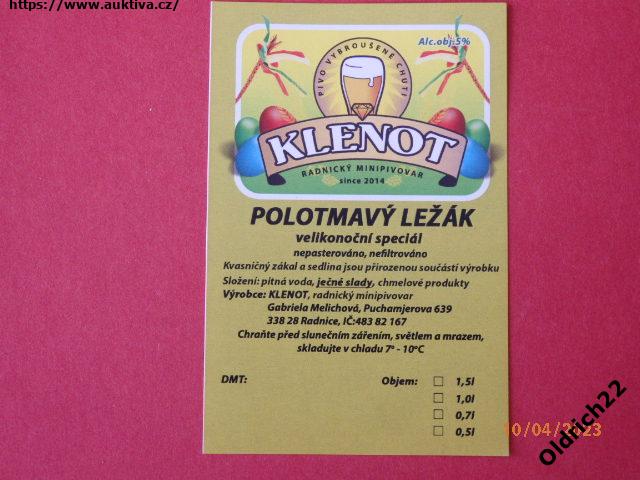 https://www.auktiva.cz/
Alc.obj.5%
PIVO VYBROUŠENÉ CHUTI
KLENOT
RADNICKÝ MINIPIVOVAR
since 2014
POLOTMAVÝ LEŽÁK
velikonoční speciál
nepasterováno, nefiltrováno
Kvasničný zákal a sedlina jsou přirozenou součástí výrobku
Složení: pitná voda, ječné slady, chmelové produkty
Výrobce: KLENOT, radnický minipivovar
Gabriela Melichová, Puchamjerova 639
338 28 Radnice, IČ:483 82 167
Chraňte před slunečním zářením, světlem a mrazem,
skladujte v chladu 7° - 10°C
DMT: Objem: 1,5l
1,0l
0,7l
0,5l
10/04/2023
Oldrich22